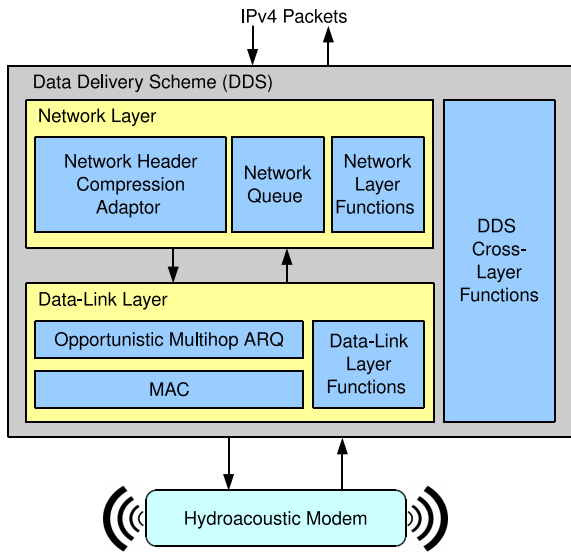 IPv4 Packets
Data Delivery Scheme (DDS)
Network Layer
Network Header
Compression
Adaptor
Network
Queue
Network
Layer
Functions
DDS
Cross-
Layer
Functions
Data-Link Layer
Opportunistic Multihop ARQ
MAC
Data-Link
Layer
Functions
Hydroacoustic Modem